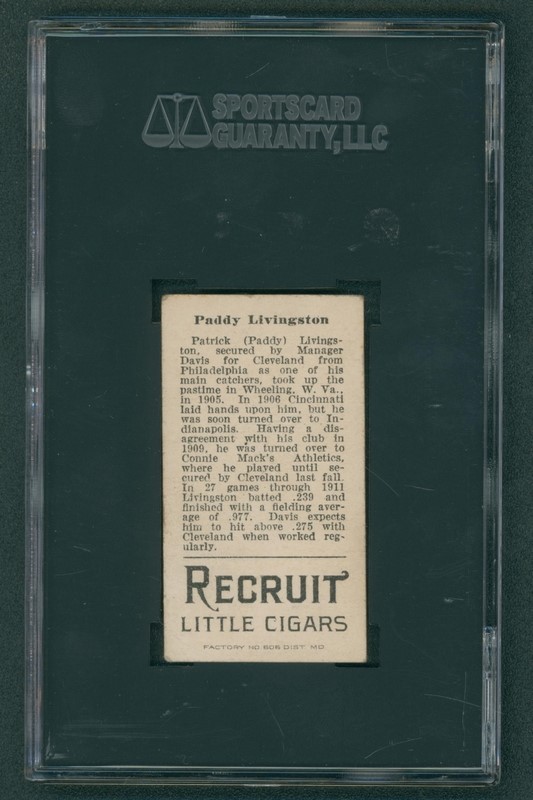 SPORTSCARD
GUARANTY, LLC
Paddy Livingston
Patrick (Paddy) Livings-
ton, secured by Manager
Davis for Cleveland from
Philadelphia as one of his
main catchers, took up the
pastime in Wheeling, W. Va.,
in 1905. In 1906 Cincinnati
laid hands upon him, but he
was soon turned over to In-
dianapolis. Having a dis-
agreement with his club in
1909, he was turned over to
Connie Mack's Athletics,
where he played until se-
cured by Cleveland last fall.
In 27 games through 1911
Livingston batted .239 and
finished with a fielding aver-
age of .977. Davis expects
him to hit above .275 with
Cleveland when worked reg-
ularly.
RECRUIT
LITTLE CIGARS
FACTORY NO. 606 DIST. MD.